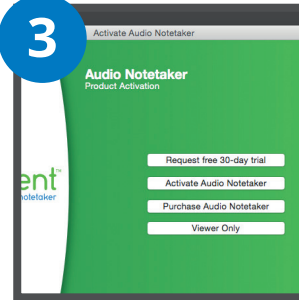 3
Activate Audio Notetaker
Audio Notetaker
Product Activation
Request free 30-day trial
ent™
notetaker
Activate Audio Notetaker
Purchase Audio Notetaker
Viewer Only